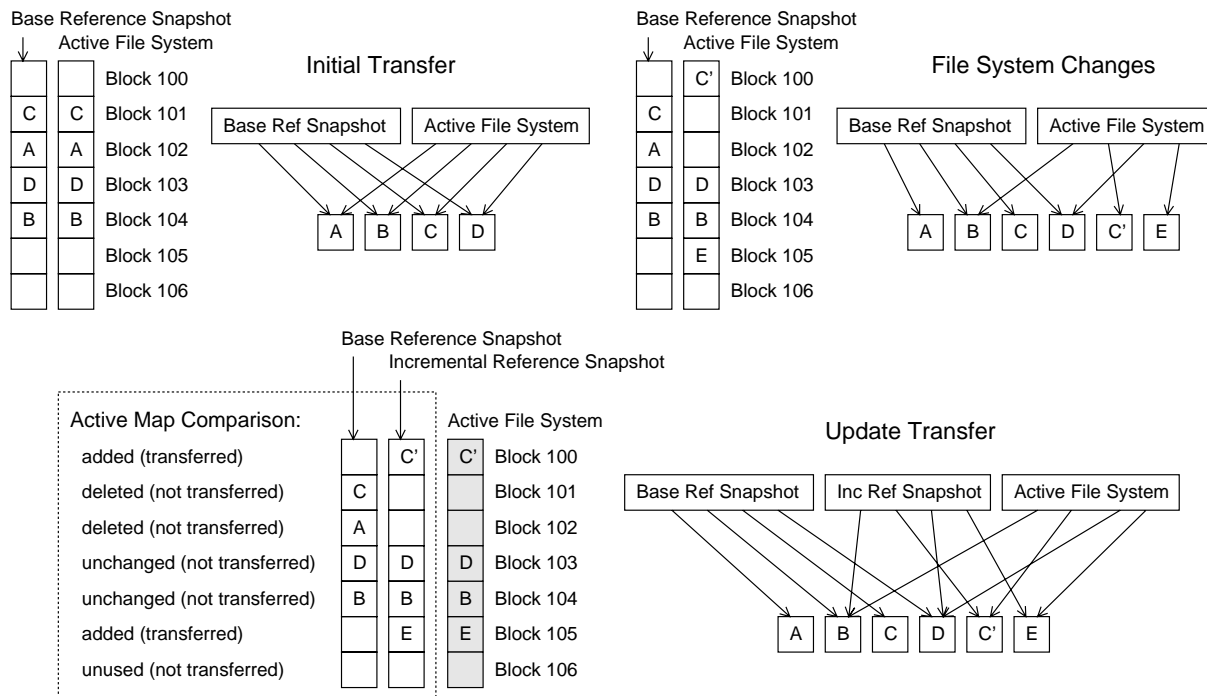 Base Reference Snapshot
Active File System
Initial Transfer
Block 100
C C Block 101
A A Block 102
D D Block 103
B B Block 104
Block 105
Block 106
Base Ref Snapshot Active File System
A B C D
Base Reference Snapshot
Active File System
File System Changes
C' Block 100
C Block 101
A Block 102
D D Block 103
B B Block 104
E Block 105
Block 106
Base Ref Snapshot Active File System
A B C D C' E
Base Reference Snapshot
Incremental Reference Snapshot
Active Map Comparison: Active File System
added (transferred) C' C' Block 100
deleted (not transferred) C Block 101
deleted (not transferred) A Block 102
unchanged (not transferred) D D D Block 103
unchanged (not transferred) B B B Block 104
added (transferred) E E Block 105
unused (not transferred) Block 106
Update Transfer
Base Ref Snapshot Inc Ref Snapshot Active File System
A B C D C' E